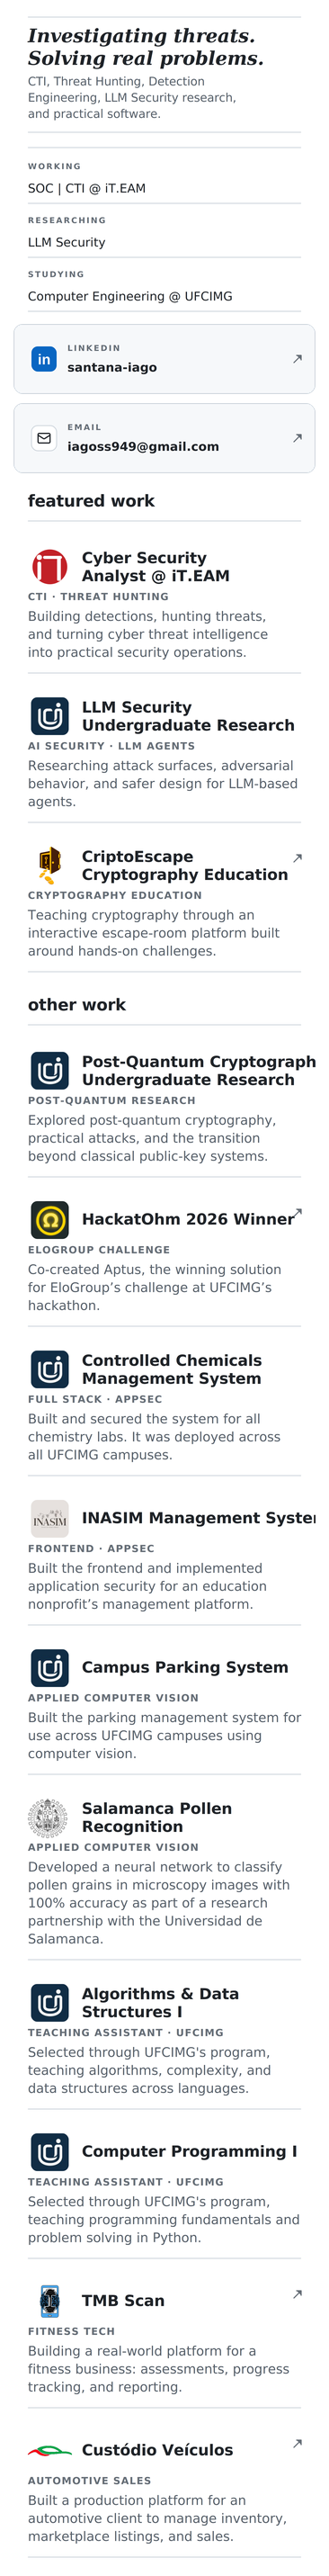 Investigating threats.
Solving real problems.
CTI, Threat Hunting, Detection
Engineering, LLM Security research,
and practical software.
WORKING
SOC | CTI @ iT.EAM
RESEARCHING
LLM Security
STUDYING
Computer Engineering @ UFCIMG
in
LINKEDIN
santana-iago
↗
EMAIL
iagoss949@gmail.com
↗
featured work
iT
Cyber Security
Analyst @ iT.EAM
CTI · THREAT HUNTING
Building detections, hunting threats,
and turning cyber threat intelligence
into practical security operations.
LLM Security
Undergraduate Research
AI SECURITY · LLM AGENTS
Researching attack surfaces, adversarial
behavior, and safer design for LLM-based
agents.
CriptoEscape
Cryptography Education
↗
CRYPTOGRAPHY EDUCATION
Teaching cryptography through an
interactive escape-room platform built
around hands-on challenges.
other work
Post-Quantum Cryptograph
Undergraduate Research
POST-QUANTUM RESEARCH
Explored post-quantum cryptography,
practical attacks, and the transition
beyond classical public-key systems.
Ω
HackatOhm 2026 Winner
↗
ELOGROUP CHALLENGE
Co-created Aptus, the winning solution
for EloGroup’s challenge at UFCIMG’s
hackathon.
Controlled Chemicals
Management System
FULL STACK · APPSEC
Built and secured the system for all
chemistry labs. It was deployed across
all UFCIMG campuses.
INASIM
INASIM Management Syster
FRONTEND · APPSEC
Built the frontend and implemented
application security for an education
nonprofit’s management platform.
Campus Parking System
APPLIED COMPUTER VISION
Built the parking management system for
use across UFCIMG campuses using
computer vision.
Salamanca Pollen
Recognition
APPLIED COMPUTER VISION
Developed a neural network to classify
pollen grains in microscopy images with
100% accuracy as part of a research
partnership with the Universidad de
Salamanca.
Algorithms & Data
Structures I
TEACHING ASSISTANT · UFCIMG
Selected through UFCIMG's program,
teaching algorithms, complexity, and
data structures across languages.
Computer Programming I
TEACHING ASSISTANT · UFCIMG
Selected through UFCIMG's program,
teaching programming fundamentals and
problem solving in Python.
TMB Scan
↗
FITNESS TECH
Building a real-world platform for a
fitness business: assessments, progress
tracking, and reporting.
Custódio Veículos
↗
AUTOMOTIVE SALES
Built a production platform for an
automotive client to manage inventory,
marketplace listings, and sales.